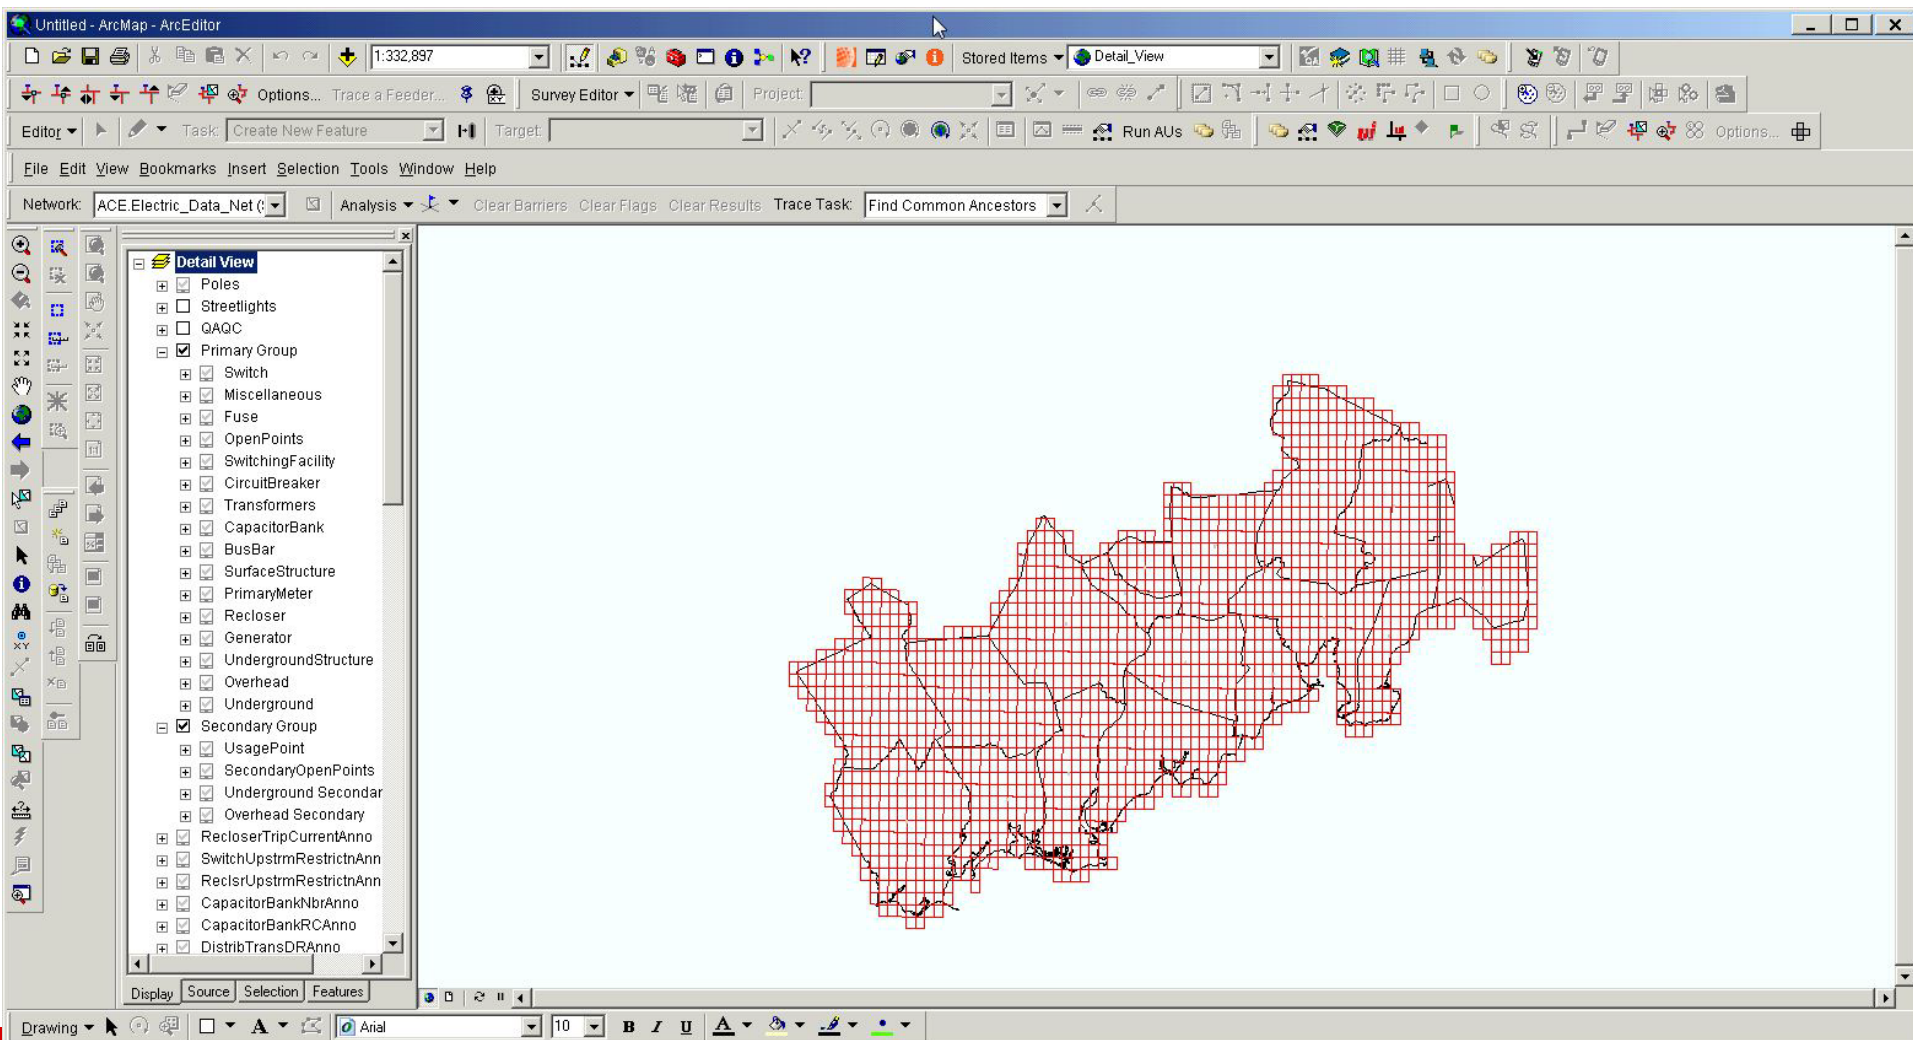 Untitled - ArcMap - ArcEditor
1:332,897
Stored Items
Detail_View
Options... Trace a Feeder...
Survey Editor
Project:
Editor
Task: Create New Feature
Target:
Run AUs
Options...
File Edit View Bookmarks Insert Selection Tools Window Help
Network: ACE.Electric_Data_Net (
Analysis
Clear Barriers Clear Flags Clear Results Trace Task: Find Common Ancestors
Detail View
Poles
Streetlights
QAQC
Primary Group
Switch
Miscellaneous
Fuse
OpenPoints
SwitchingFacility
CircuitBreaker
Transformers
CapacitorBank
BusBar
SurfaceStructure
PrimaryMeter
Recloser
Generator
UndergroundStructure
Overhead
Underground
Secondary Group
UsagePoint
SecondaryOpenPoints
Underground Secondar
Overhead Secondary
RecloserTripCurrentAnno
SwitchUpstrmRestrictnAnn
ReclsrUpstrmRestrictnAnn
CapacitorBankNbrAnno
CapacitorBankRCAnno
DistribTransDRAnno
Display Source Selection Features
Drawing
A
Arial
10
B I U A